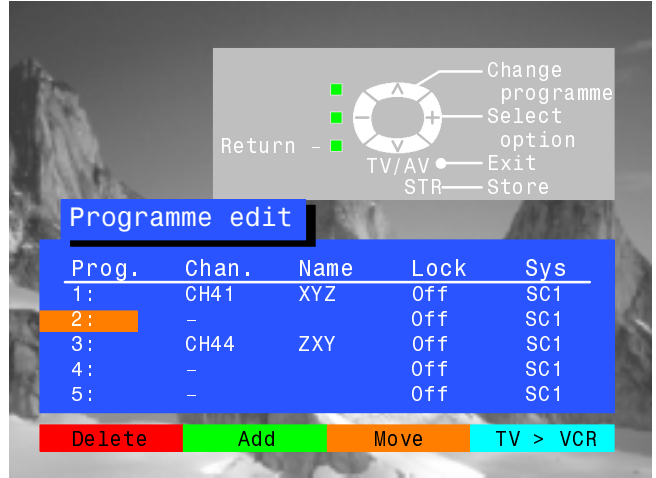 Change
programme
Select
option
Return –
TV/AV Exit
STR Store
Programme edit
Prog. Chan. Name Lock Sys
1: CH41 XYZ Off SC1
2: – Off SC1
3: CH44 ZXY Off SC1
4: – Off SC1
5: – Off SC1
Delete Add Move TV > VCR